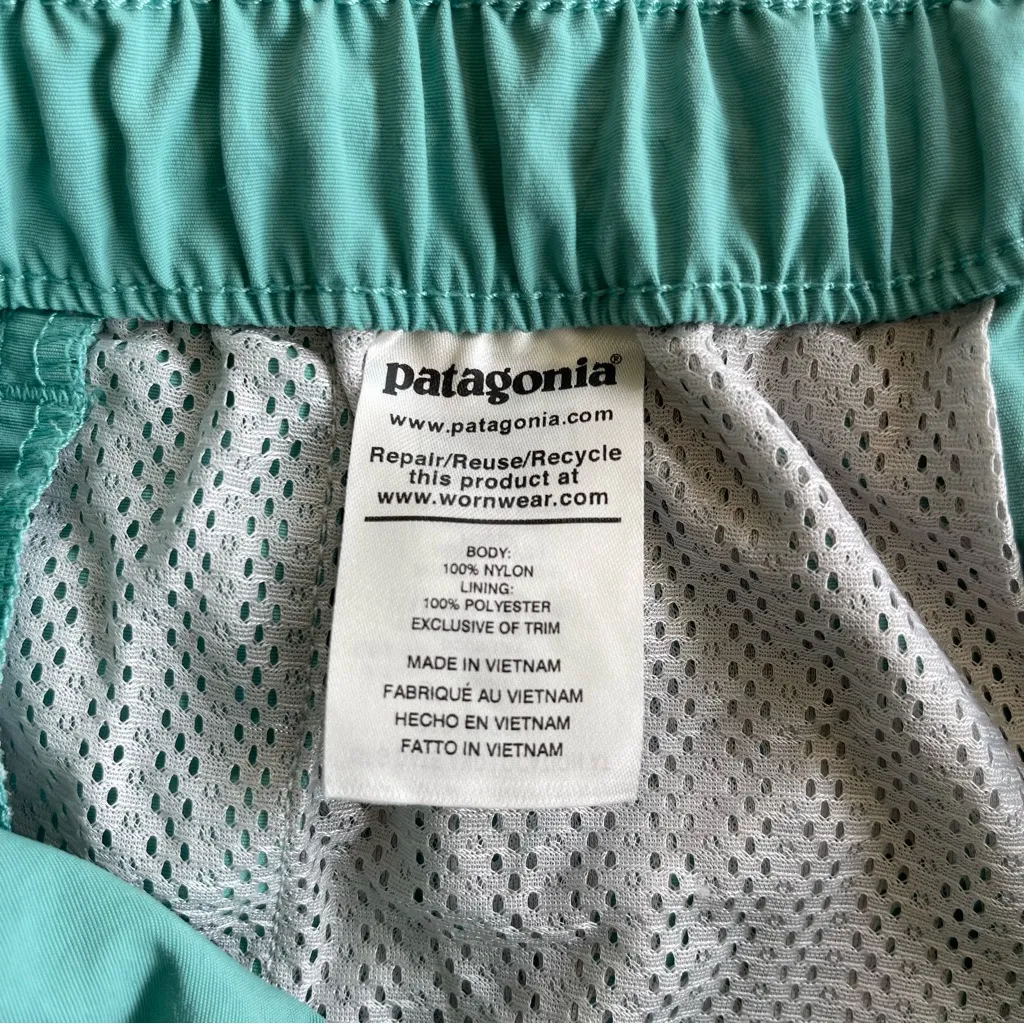 patagonia®
www.patagonia.com
Repair/Reuse/Recycle
this product at
www.wornwear.com
BODY:
100% NYLON
LINING:
100% POLYESTER
EXCLUSIVE OF TRIM
MADE IN VIETNAM
FABRIQUÉ AU VIETNAM
HECHO EN VIETNAM
FATTO IN VIETNAM